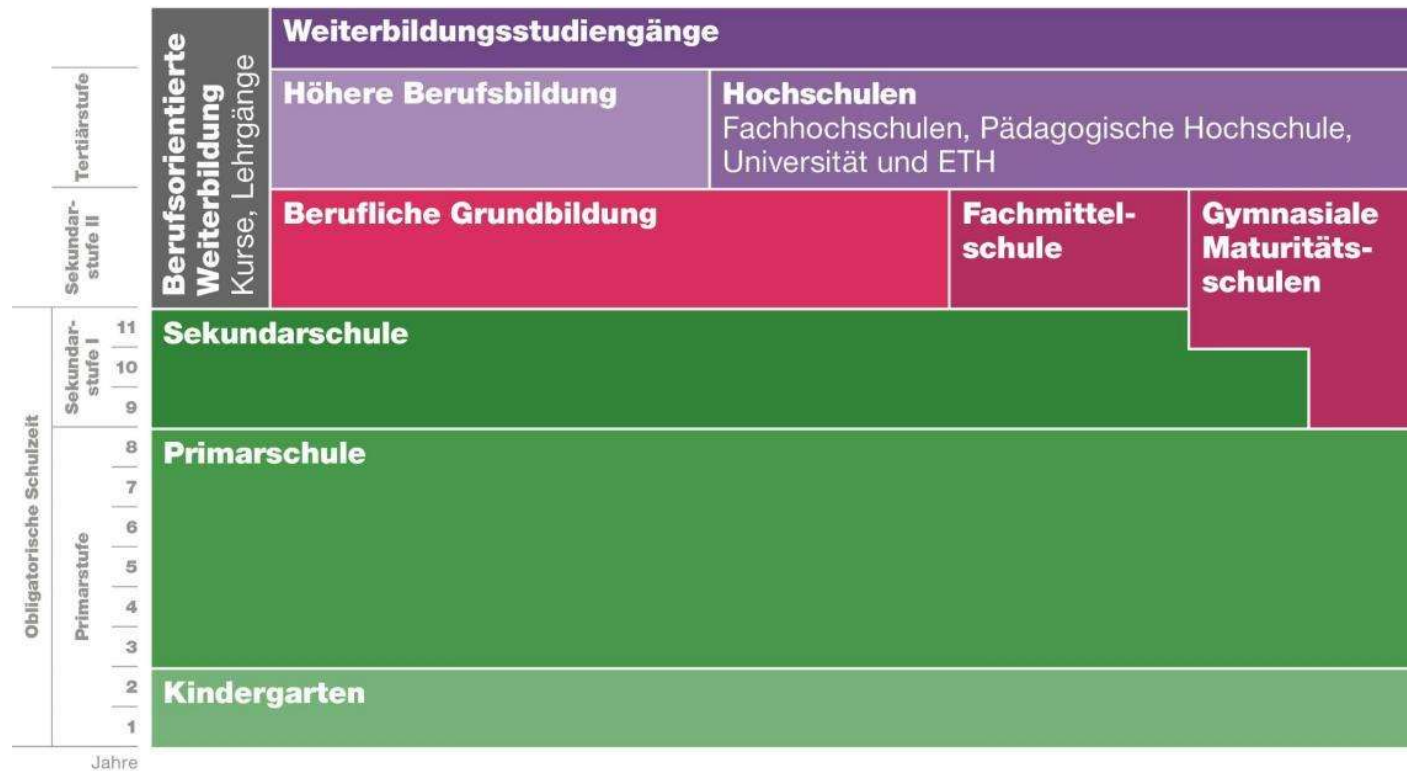 Weiterbildungsstudiengänge
Berufsorientierte
Weiterbildung
Kurse, Lehrgänge
Tertiärstufe
Höhere Berufsbildung
Hochschulen
Fachhochschulen, Pädagogische Hochschule,
Universität und ETH
Sekundar-
stufe II
Berufliche Grundbildung
Fachmittel-
schule
Gymnasiale
Maturitäts-
schulen
Obligatorische Schulzeit
Sekundar-
stufe I
11
10
9
Sekundarschule
Primarstufe
8
7
6
5
4
3
Primarschule
2
1
Kindergarten
Jahre